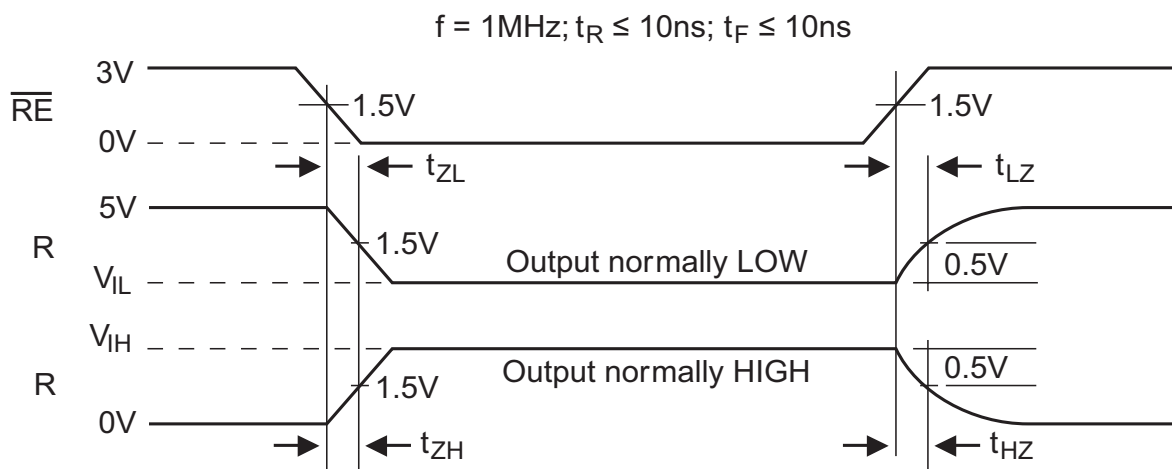 f = 1MHz; tR ≤ 10ns; tF ≤ 10ns
3V
R̅E̅
1.5V
1.5V
0V
tZL
tLZ
5V
R
1.5V
Output normally LOW
0.5V
VIL
VIH
Output normally HIGH
0.5V
R
1.5V
0V
tZH
tHZ